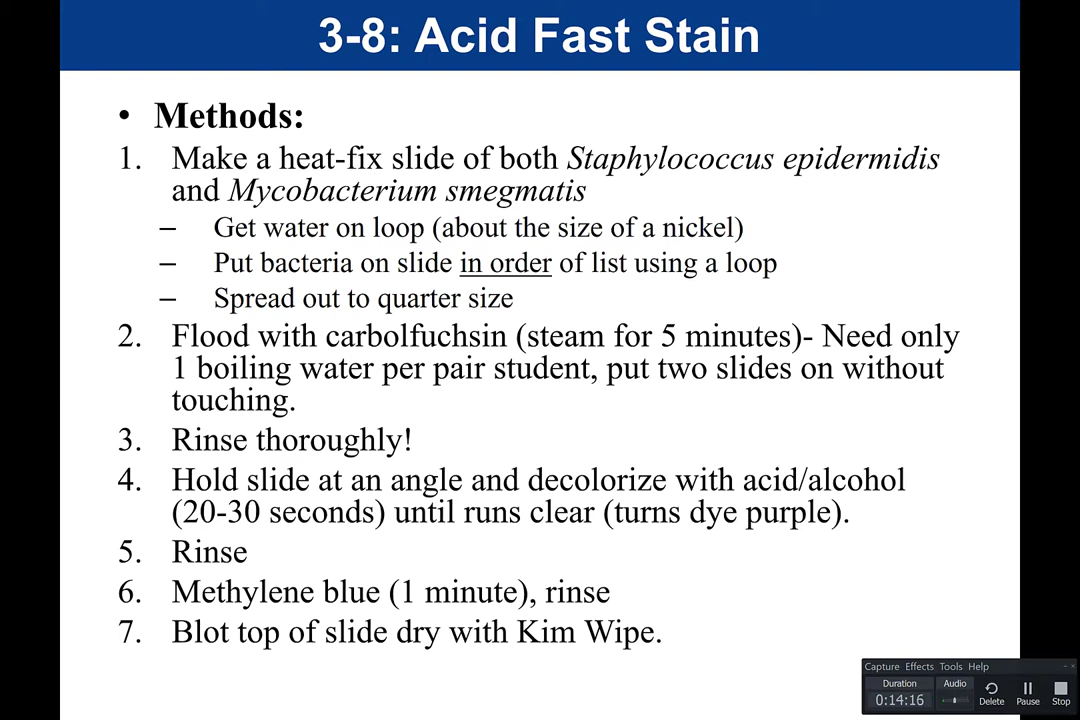 3-8: Acid Fast Stain
• Methods:
1. Make a heat-fix slide of both Staphylococcus epidermidis
and Mycobacterium smegmatis
– Get water on loop (about the size of a nickel)
– Put bacteria on slide in order of list using a loop
– Spread out to quarter size
2. Flood with carbolfuchsin (steam for 5 minutes)- Need only
1 boiling water per pair student, put two slides on without
touching.
3. Rinse thoroughly!
4. Hold slide at an angle and decolorize with acid/alcohol
(20-30 seconds) until runs clear (turns dye purple).
5. Rinse
6. Methylene blue (1 minute), rinse
7. Blot top of slide dry with Kim Wipe.
Capture Effects Tools Help
Duration Audio
0:14:16 Delete Pause Stop